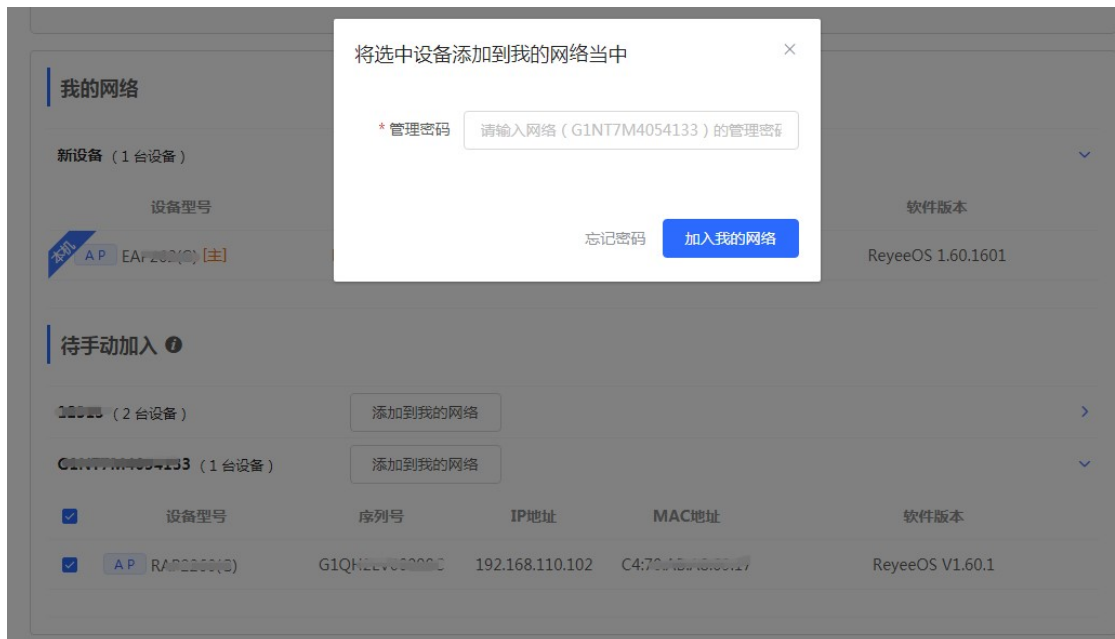 将选中设备添加到我的网络当中
* 管理密码 请输入网络（G1NT7M4054133）的管理密码
忘记密码 加入我的网络
我的网络
新设备（1 台设备）
设备型号 软件版本
本机 AP [主] ReyeeOS 1.60.1601
待手动加入
（2 台设备） 添加到我的网络
（1 台设备） 添加到我的网络
设备型号 序列号 IP地址 MAC地址 软件版本
AP 192.168.110.102 ReyeeOS V1.60.1